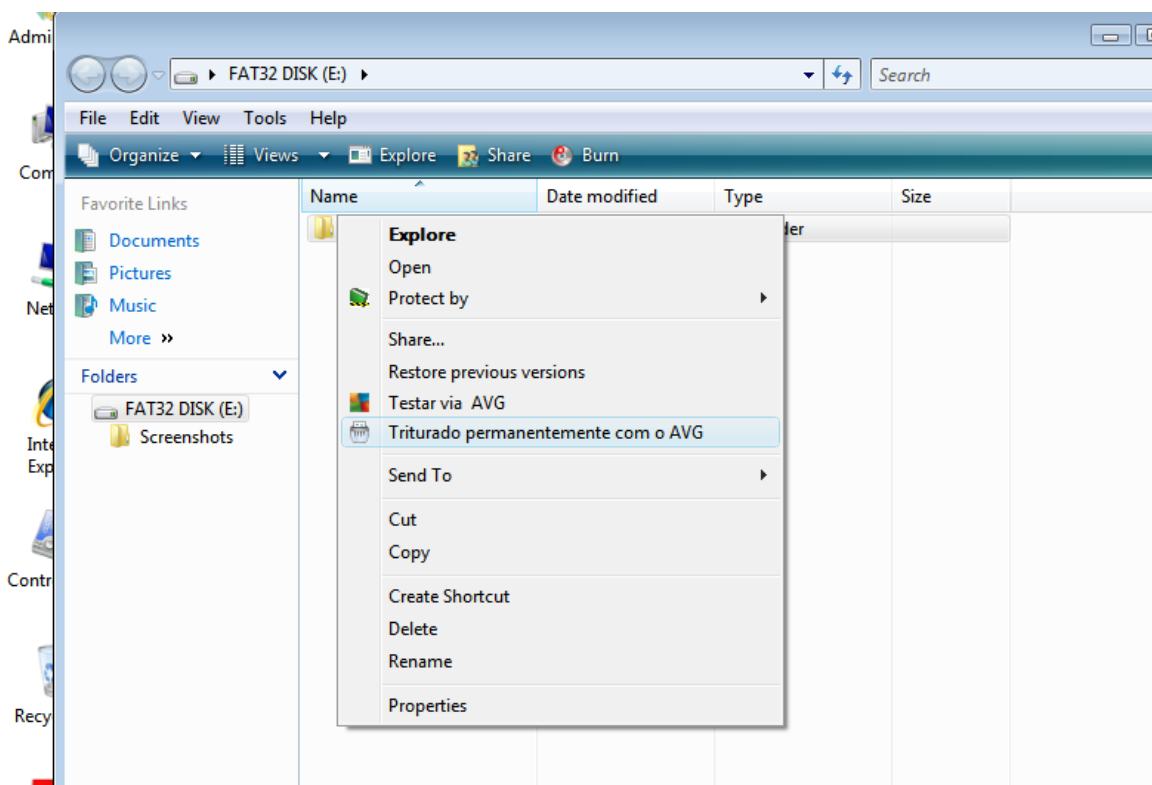 Admi
FAT32 DISK (E:)
Search
File Edit View Tools Help
Organize Views Explore Share Burn
Com
Favorite Links
Documents
Pictures
Music
More »
Folders
FAT32 DISK (E:)
Screenshots
Net
Inte
Exp
Contr
Recy
Name Date modified Type Size
der
Explore
Open
Protect by
Share...
Restore previous versions
Testar via AVG
Triturado permanentemente com o AVG
Send To
Cut
Copy
Create Shortcut
Delete
Rename
Properties